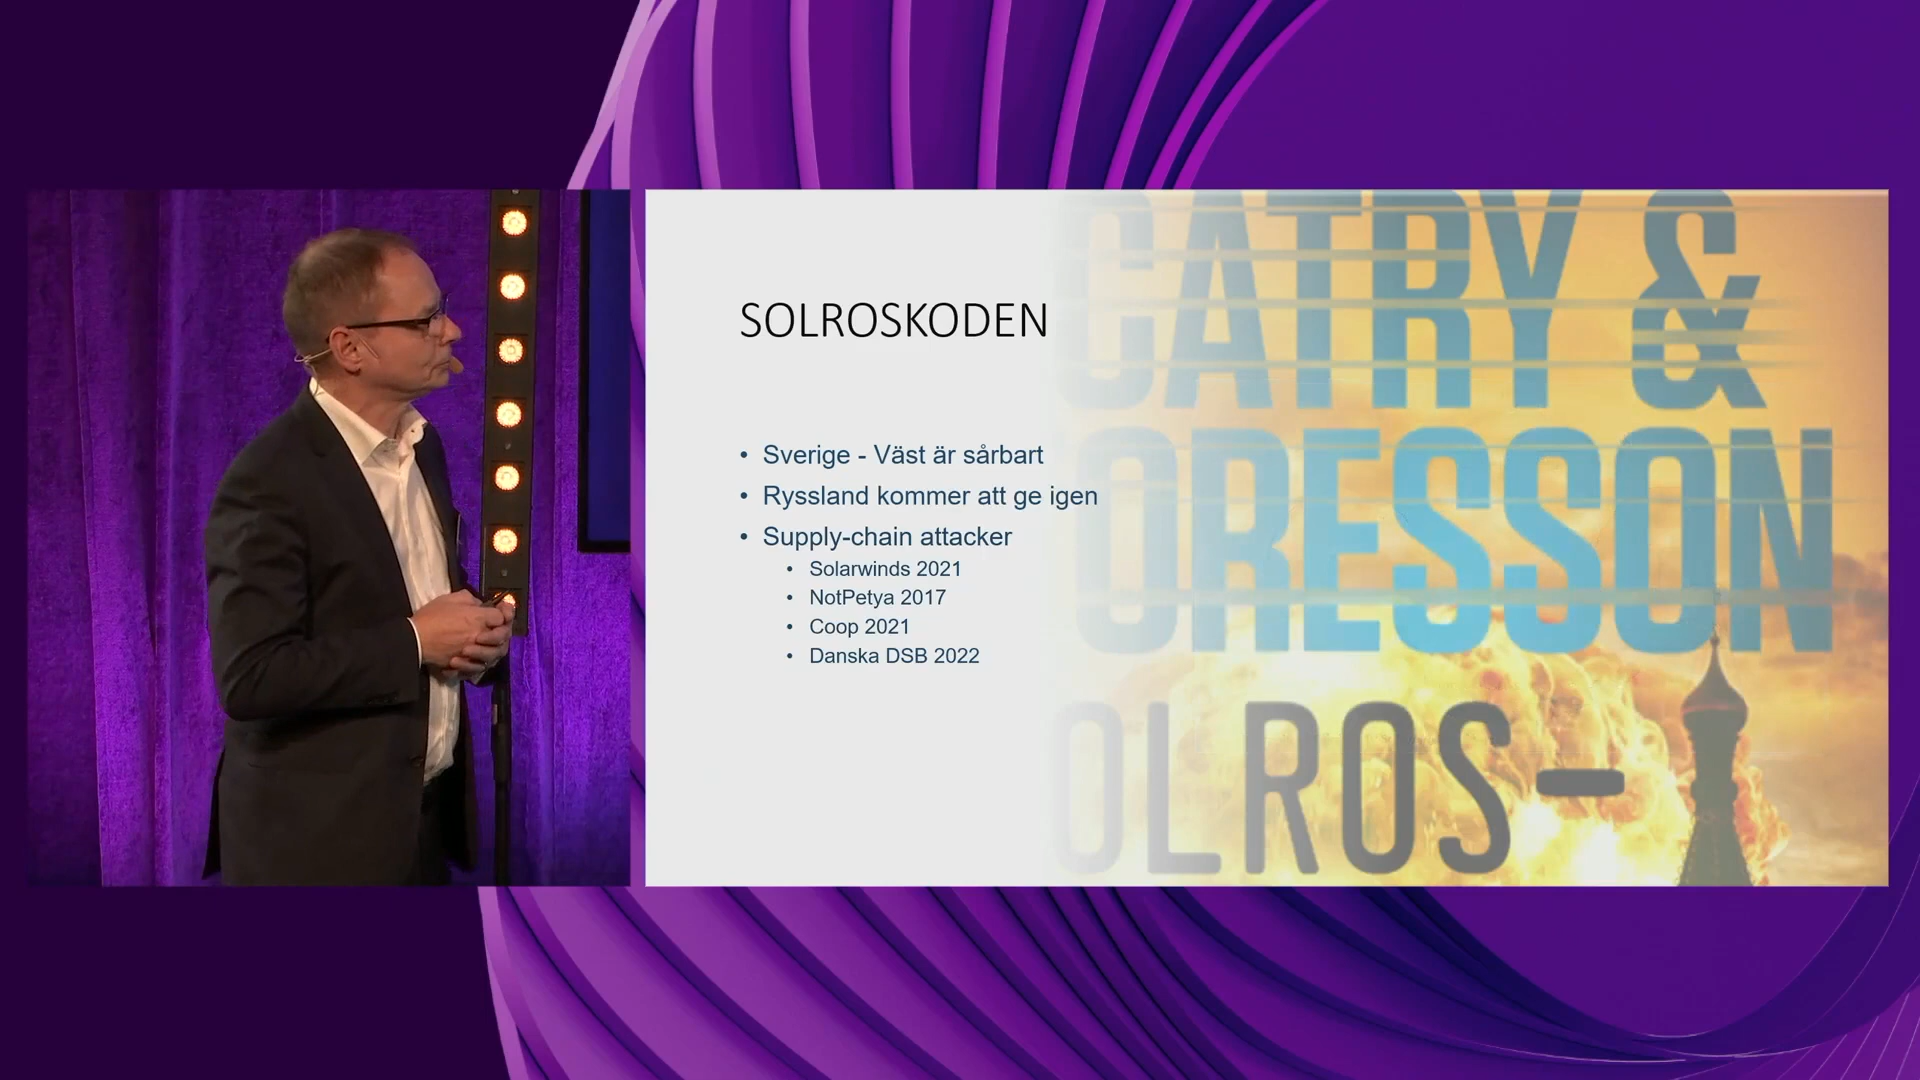 SOLROSKODEN
• Sverige - Väst är sårbart
• Ryssland kommer att ge igen
• Supply-chain attacker
• Solarwinds 2021
• NotPetya 2017
• Coop 2021
• Danska DSB 2022
CATRY &
ORESSON
OLROS-